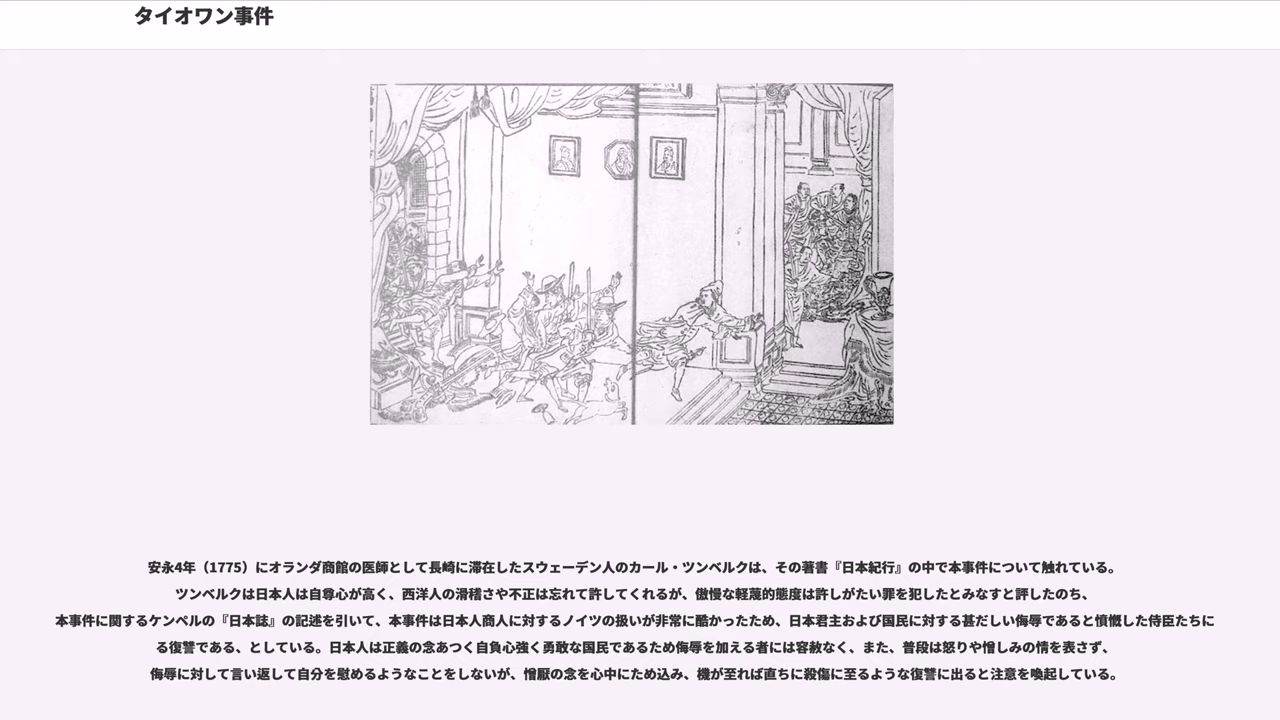 タイオワン事件
安永4年（1775）にオランダ商館の医師として長崎に滞在したスウェーデン人のカール・ツンベルクは、その著書『日本紀行』の中で本事件について触れている。
ツンベルクは日本人は自尊心が高く、西洋人の滑稽さや不正は忘れて許してくれるが、傲慢な軽蔑的態度は許しがたい罪を犯したとみなすと評したのち、
本事件に関するケンペルの『日本誌』の記述を引いて、本事件は日本人商人に対するノイツの扱いが非常に酷かったため、日本君主および国民に対する甚だしい侮辱であると憤慨した侍臣たちに
る復讐である、としている。日本人は正義の念あつく自負心強く勇敢な国民であるため侮辱を加える者には容赦なく、また、普段は怒りや憎しみの情を表さず、
侮辱に対して言い返して自分を慰めるようなことをしないが、憎厭の念を心中にため込み、機が至れば直ちに殺傷に至るような復讐に出ると注意を喚起している。